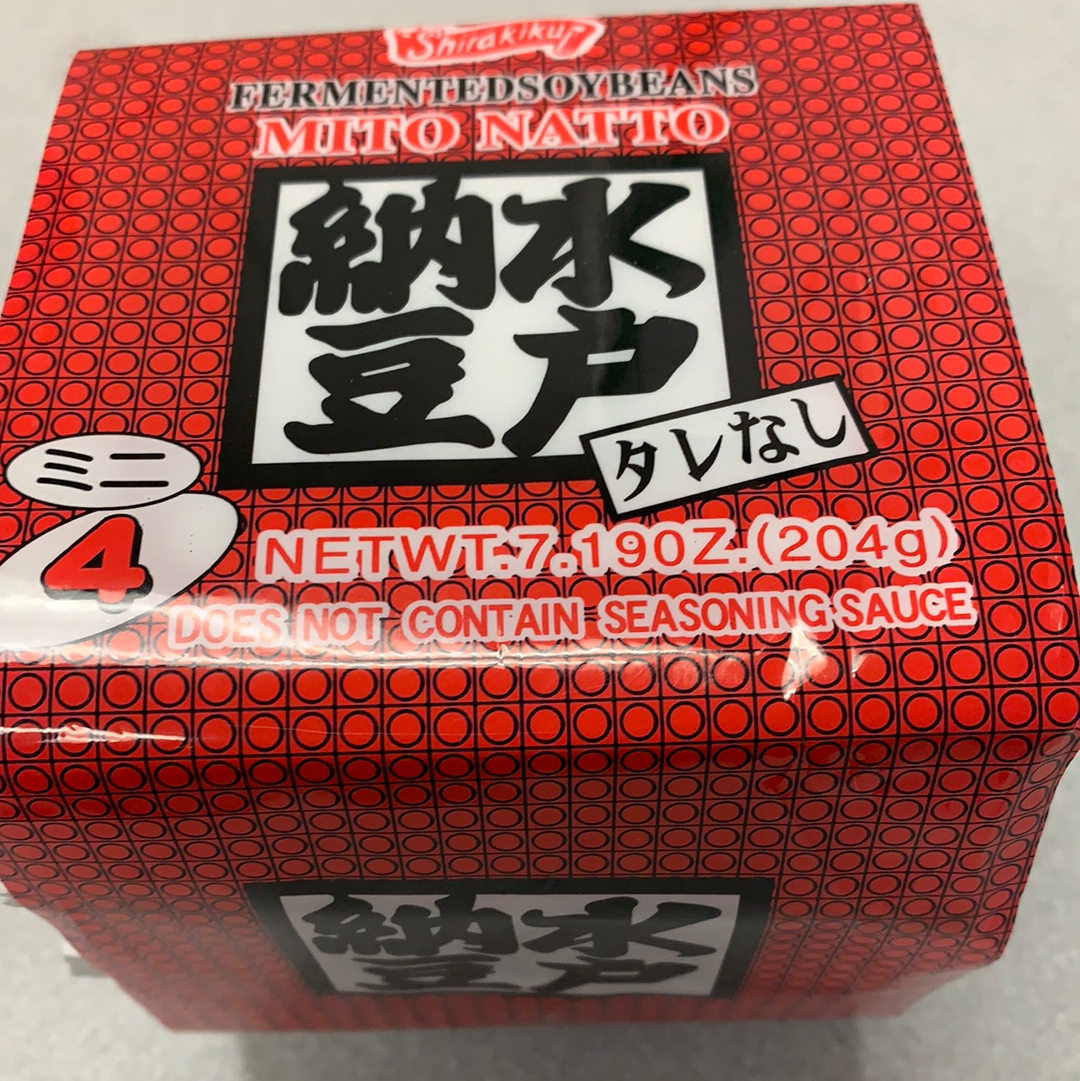 Shirakiku
FERMENTEDSOYBEANS
MITO NATTO
水戸
納豆
タレなし
ミニ
4
NETWT.7.19OZ.(204g)
DOES NOT CONTAIN SEASONING SAUCE
水戸
納豆